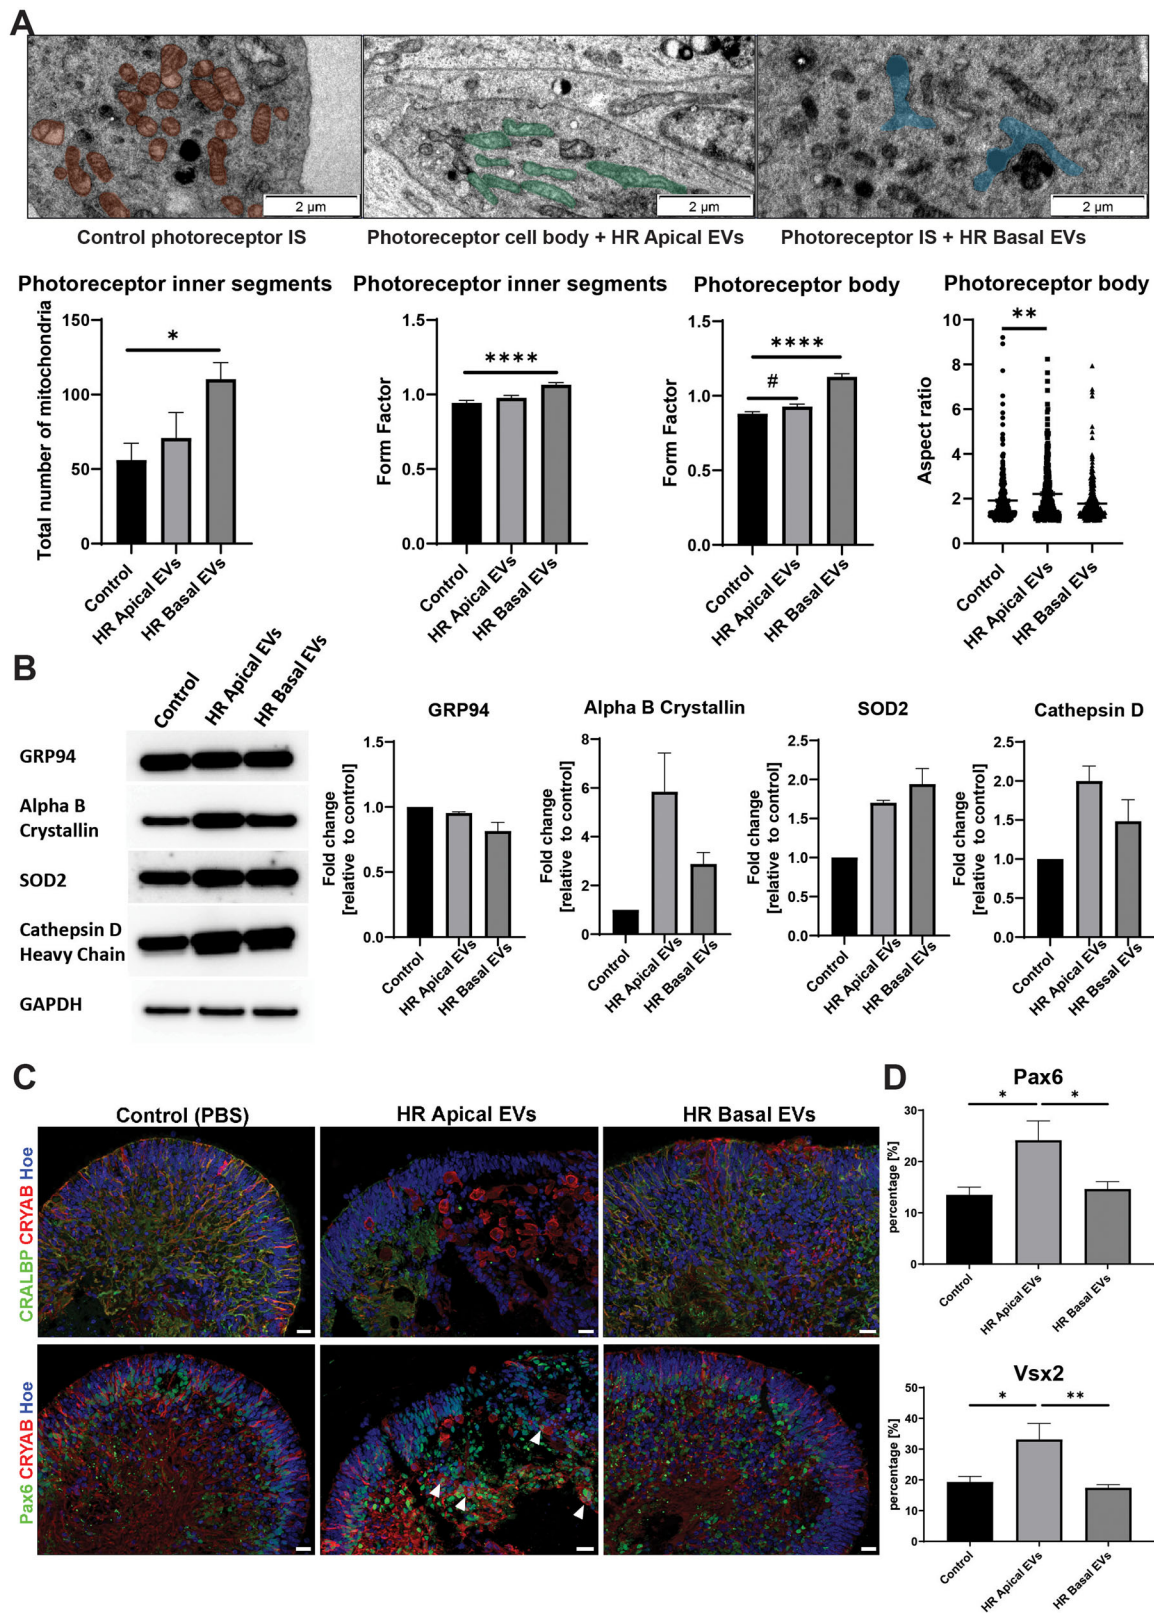 A
2 µm
2 µm
2 µm
Control photoreceptor IS
Photoreceptor cell body + HR Apical EVs
Photoreceptor IS + HR Basal EVs
Photoreceptor inner segments
Total number of mitochondria
150
100
50
0
*
Control
HR Apical EVs
HR Basal EVs
Photoreceptor inner segments
Form Factor
1.5
1.0
0.5
0.0
****
Control
HR Apical EVs
HR Basal EVs
Photoreceptor body
Form Factor
1.5
1.0
0.5
0.0
****
#
Control
HR Apical EVs
HR Basal EVs
Photoreceptor body
Aspect ratio
10
8
6
4
2
0
**
Control
HR Apical EVs
HR Basal EVs
B
Control
HR Apical EVs
HR Basal EVs
GRP94
Alpha B
Crystallin
SOD2
Cathepsin D
Heavy Chain
GAPDH
GRP94
Fold change
[relative to control]
1.5
1.0
0.5
0.0
Control
HR Apical EVs
HR Basal EVs
Alpha B Crystallin
Fold change
[relative to control]
8
6
4
2
0
Control
HR Apical EVs
HR Basal EVs
SOD2
Fold change
[relative to control]
2.5
2.0
1.5
1.0
0.5
0.0
Control
HR Apical EVs
HR Basal EVs
Cathepsin D
Fold change
[relative to control]
2.5
2.0
1.5
1.0
0.5
0.0
Control
HR Apical EVs
HR Bssal EVs
C
Control (PBS)
HR Apical EVs
HR Basal EVs
CRALBP CRYAB Hoe
Pax6 CRYAB Hoe
D
Pax6
percentage [%]
30
20
10
0
*
*
Control
HR Apical EVs
HR Basal EVs
Vsx2
percentage [%]
50
40
30
20
10
0
*
**
Control
HR Apical EVs
HR Basal EVs